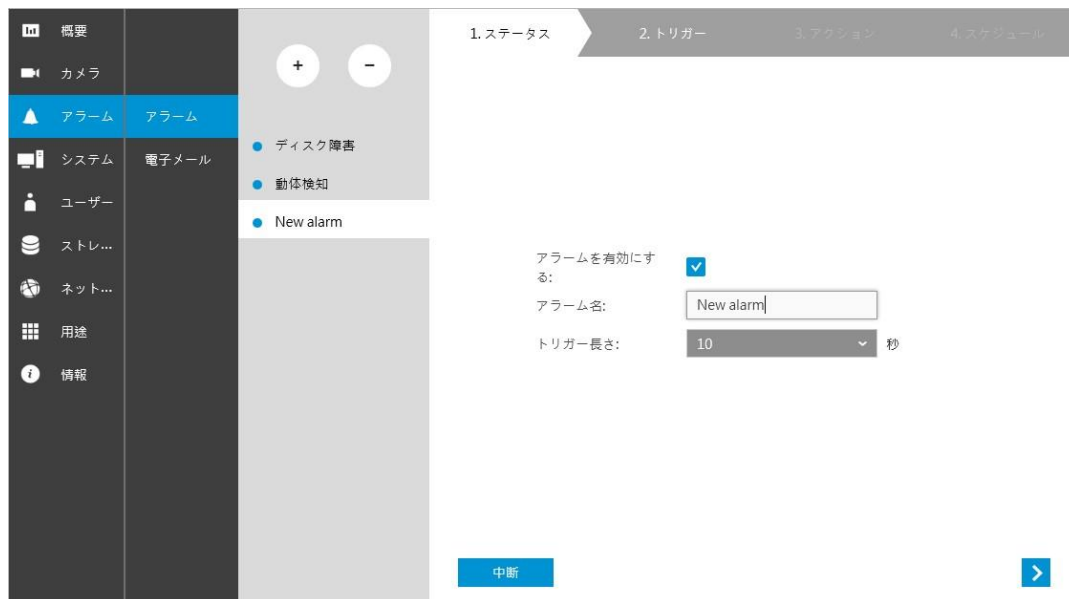 概要
カメラ
アラーム
システム
ユーザー
ストレ...
ネット...
用途
情報
アラーム
電子メール
+
-
ディスク障害
動体検知
New alarm
1. ステータス
2. トリガー
3. アクション
4. スケジュール
アラームを有効にす
る:
アラーム名: New alarm
トリガー長さ: 10 秒
中断